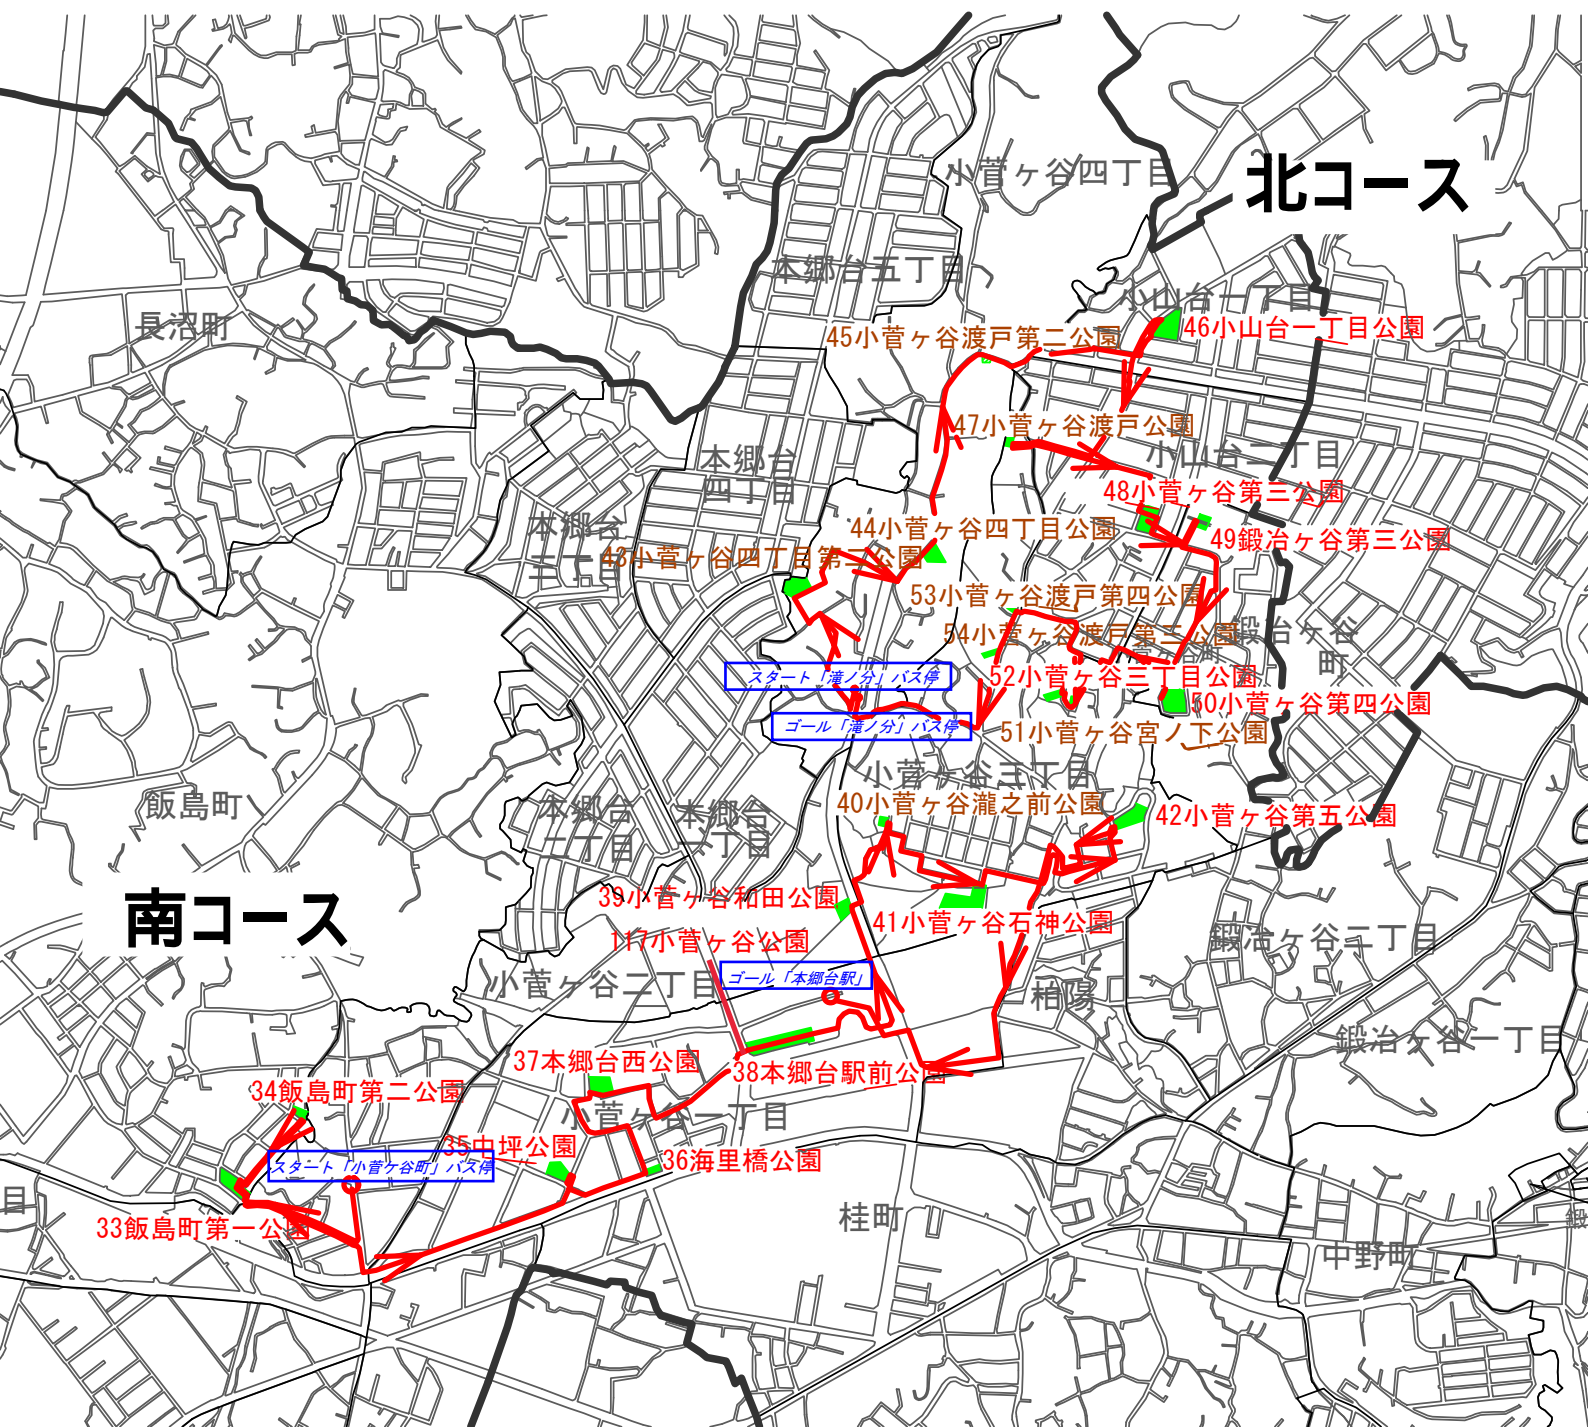 小菅ヶ谷四丁目
北コース
本郷台五丁目
小山台一丁目
長沼町
45小菅ヶ谷渡戸第二公園
46小山台一丁目公園
47小菅ヶ谷渡戸公園
小山台二丁目
本郷台
四丁目
48小菅ヶ谷第三公園
本郷台
三丁目
44小菅ヶ谷四丁目公園
49鍛冶ヶ谷第三公園
43小菅ヶ谷四丁目第二公園
53小菅ヶ谷渡戸第四公園
54小菅ヶ谷渡戸第三公園
鍛冶ヶ谷
町
スタート「滝ノ分」バス停
52小菅ヶ谷三丁目公園
50小菅ヶ谷第四公園
ゴール「滝ノ分」バス停
51小菅ヶ谷宮ノ下公園
小菅ヶ谷三丁目
飯島町
本郷台
二丁目
本郷台
一丁目
40小菅ヶ谷瀧之前公園
42小菅ヶ谷第五公園
南コース
39小菅ヶ谷和田公園
41小菅ヶ谷石神公園
117小菅ヶ谷公園
鍛冶ヶ谷二丁目
小菅ヶ谷二丁目
ゴール「本郷台駅」
柏陽
鍛冶ヶ谷一丁目
37本郷台西公園
38本郷台駅前公園
34飯島町第二公園
小菅ヶ谷一丁目
35中坪公園
スタート「小菅ケ谷町」バス停
36海里橋公園
目
33飯島町第一公園
桂町
鍛
中野町